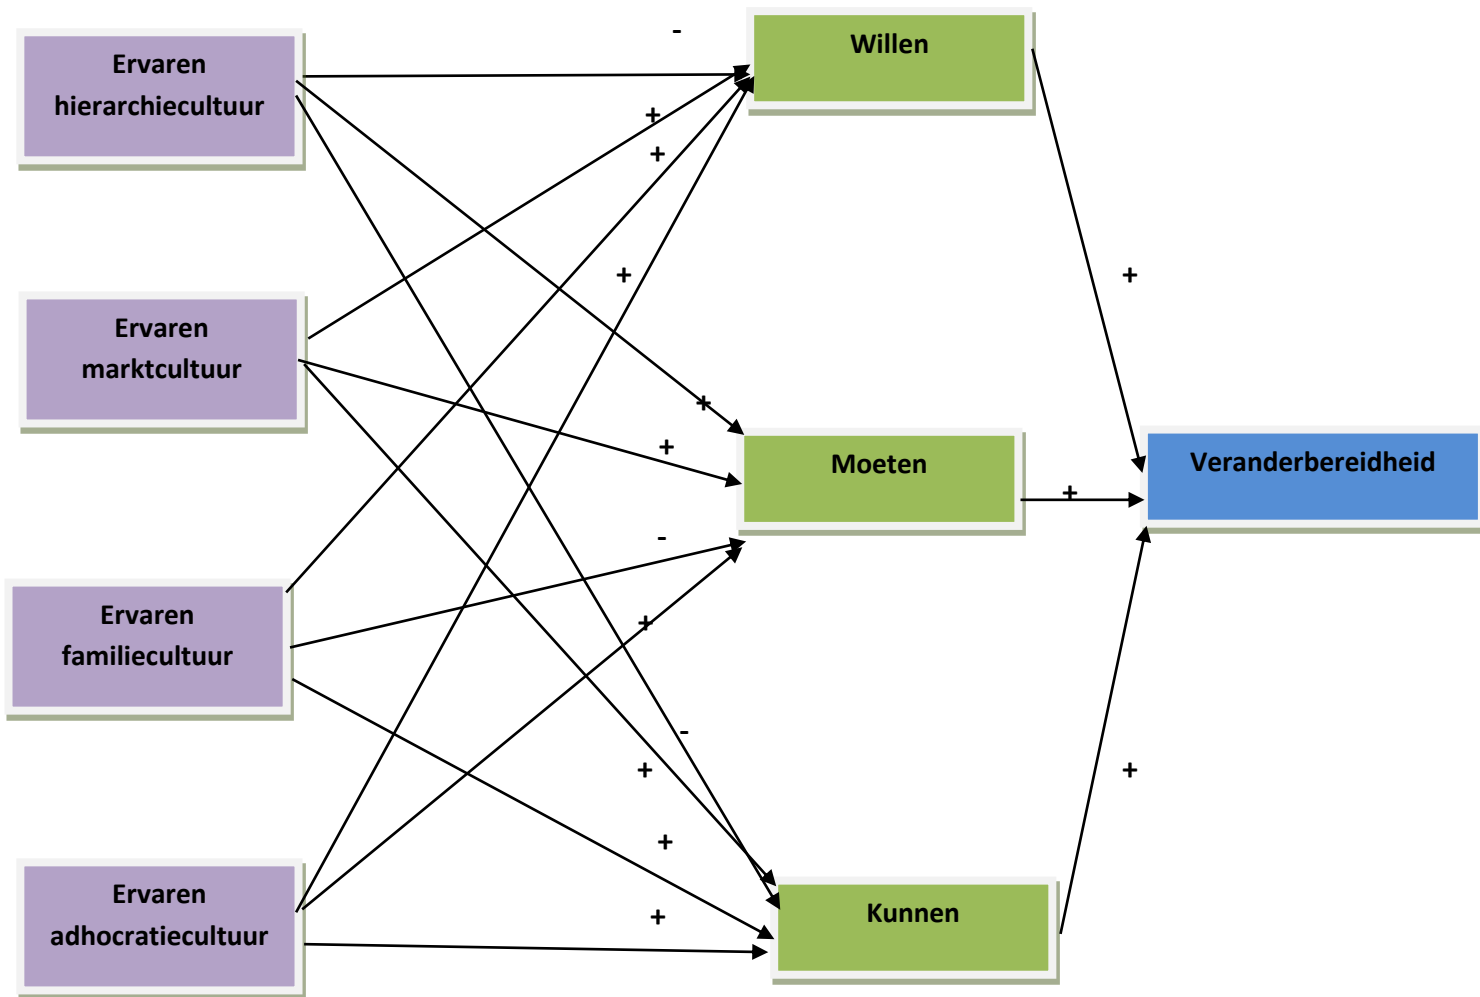 -
Willen
Ervaren
hierarchiecultuur
+
+
+
+
Ervaren
marktcultuur
+
+
Moeten
Veranderbereidheid
+
-
Ervaren
familiecultuur
+
-
+
+
+
Ervaren
adhocratiecultuur
+
Kunnen